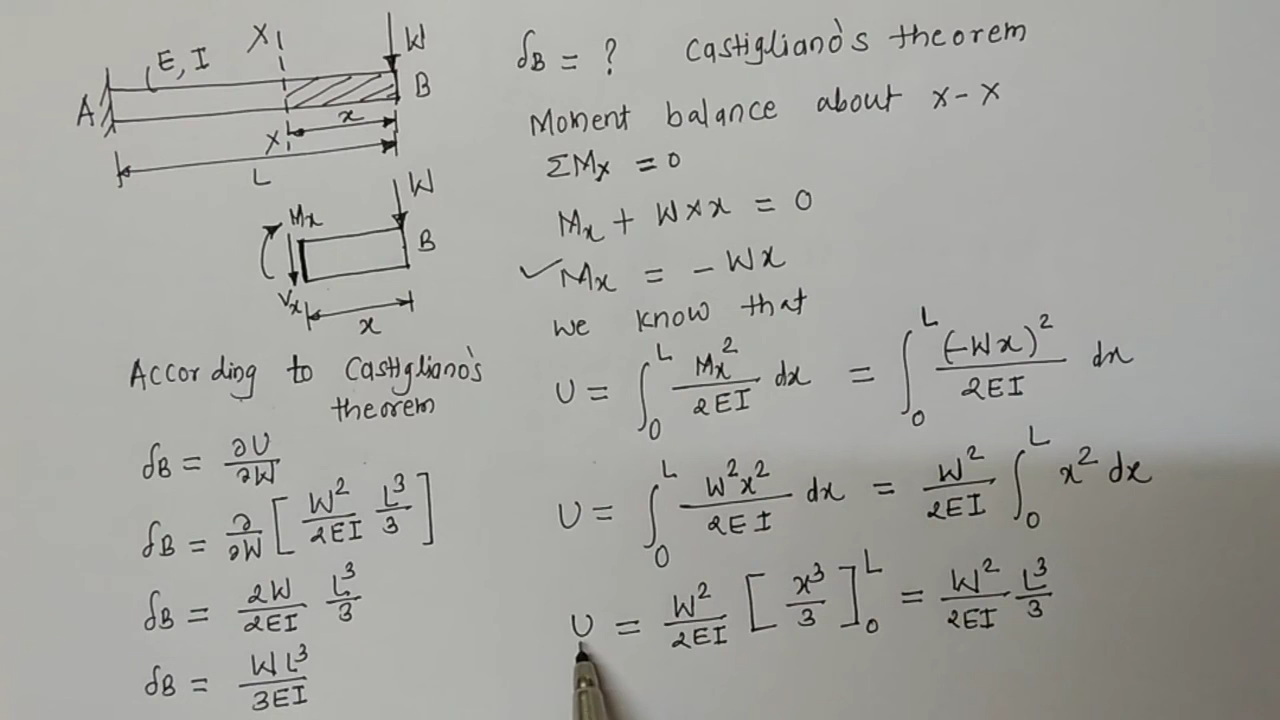 E, I
X
W
A
B
x
X
L
W
Mx
B
Vx
x
δB = ? Castigliano's theorem
Moment balance about x-x
ΣMx = 0
Mx + W×x = 0
✓Mx = - Wx
We know that
U = ∫₀ᴸ Mx²/2EI dx = ∫₀ᴸ (-Wx)²/2EI dx
U = ∫₀ᴸ W²x²/2EI dx = W²/2EI ∫₀ᴸ x² dx
U = W²/2EI [x³/3]₀ᴸ = W²/2EI L³/3
According to Castigliano's
theorem
δB = ∂U/∂W
δB = ∂/∂W [W²/2EI L³/3]
δB = 2W/2EI L³/3
δB = WL³/3EI